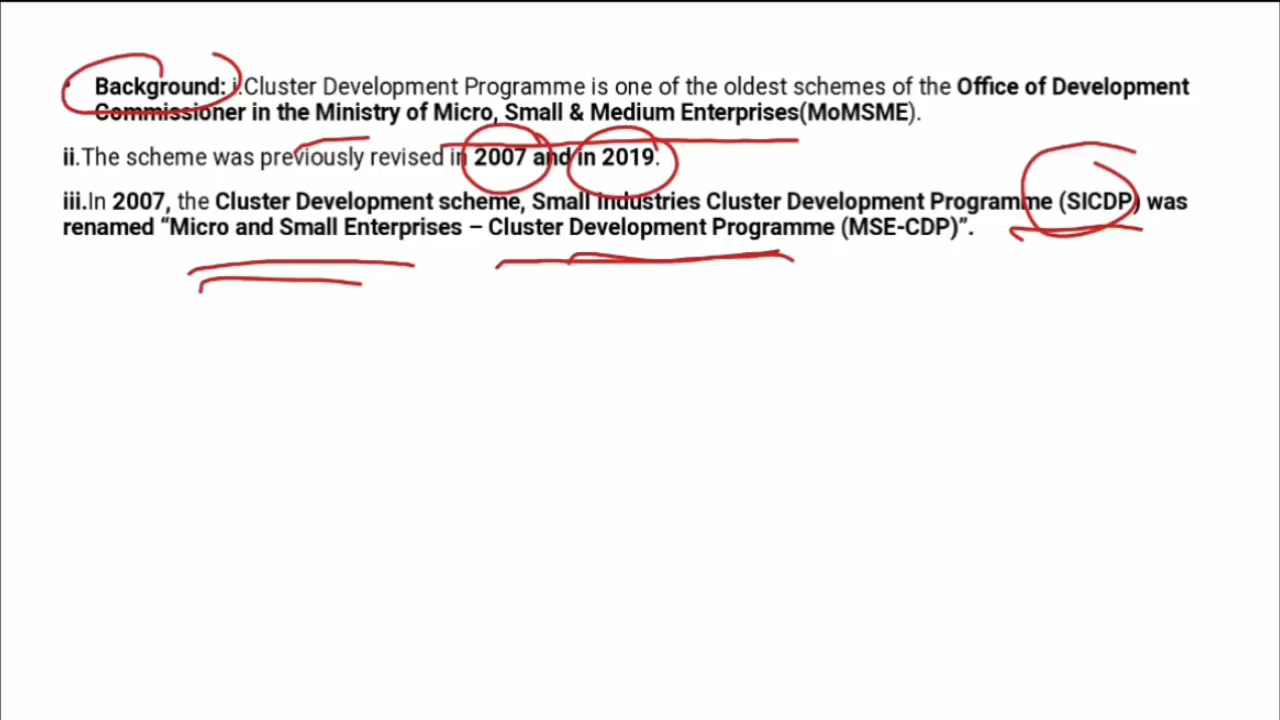 Background: i.Cluster Development Programme is one of the oldest schemes of the Office of Development
Commissioner in the Ministry of Micro, Small & Medium Enterprises(MoMSME).
ii.The scheme was previously revised in 2007 and in 2019.
iii.In 2007, the Cluster Development scheme, Small Industries Cluster Development Programme (SICDP) was
renamed “Micro and Small Enterprises – Cluster Development Programme (MSE-CDP)”.